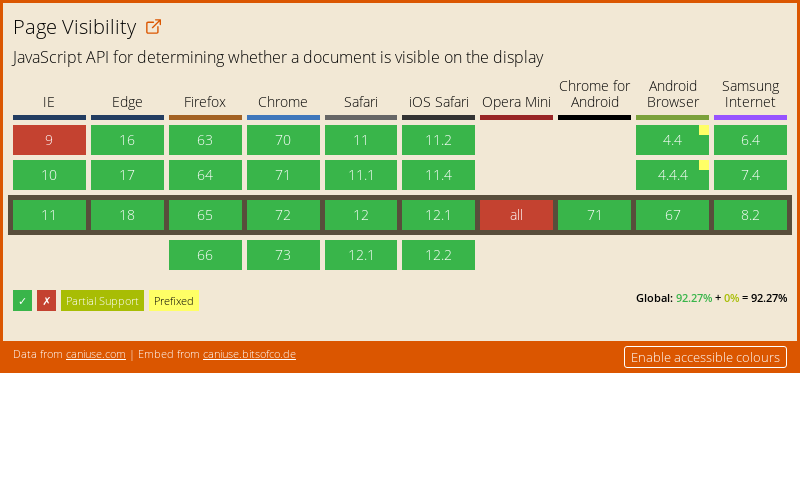 Page Visibility
JavaScript API for determining whether a document is visible on the display
IE Edge Firefox Chrome Safari iOS Safari Opera Mini Chrome for Android Android Browser Samsung Internet
9 16 63 70 11 11.2 4.4 6.4
10 17 64 71 11.1 11.4 4.4.4 7.4
11 18 65 72 12 12.1 all 71 67 8.2
66 73 12.1 12.2
✓ ✗ Partial Support Prefixed
Global: 92.27% + 0% = 92.27%
Data from caniuse.com | Embed from caniuse.bitsofco.de
Enable accessible colours